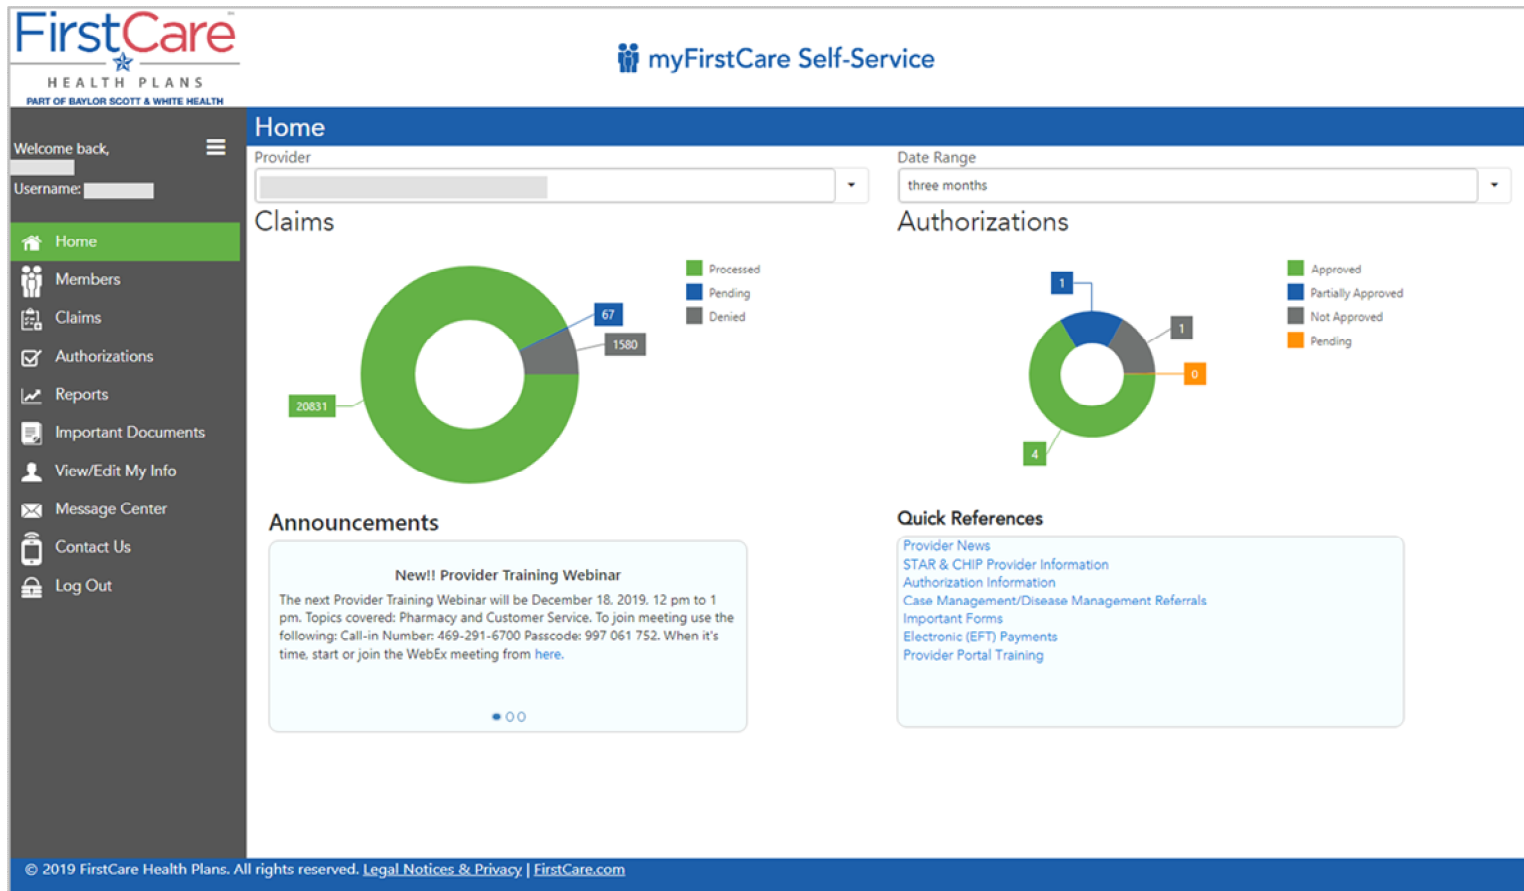 FirstCare
HEALTH PLANS
PART OF BAYLOR SCOTT & WHITE HEALTH
myFirstCare Self-Service
Welcome back,
Username:
Home
Members
Claims
Authorizations
Reports
Important Documents
View/Edit My Info
Message Center
Contact Us
Log Out
Home
Provider
Date Range
three months
Claims
Processed
Pending
Denied
67
1580
20831
Authorizations
Approved
Partially Approved
Not Approved
Pending
1
1
0
4
Announcements
New!! Provider Training Webinar
The next Provider Training Webinar will be December 18, 2019, 12 pm to 1
pm. Topics covered: Pharmacy and Customer Service. To join meeting use the
following: Call-in Number: 469-291-6700 Passcode: 997 061 752. When it's
time, start or join the WebEx meeting from here.
Quick References
Provider News
STAR & CHIP Provider Information
Authorization Information
Case Management/Disease Management Referrals
Important Forms
Electronic (EFT) Payments
Provider Portal Training
© 2019 FirstCare Health Plans. All rights reserved. Legal Notices & Privacy | FirstCare.com